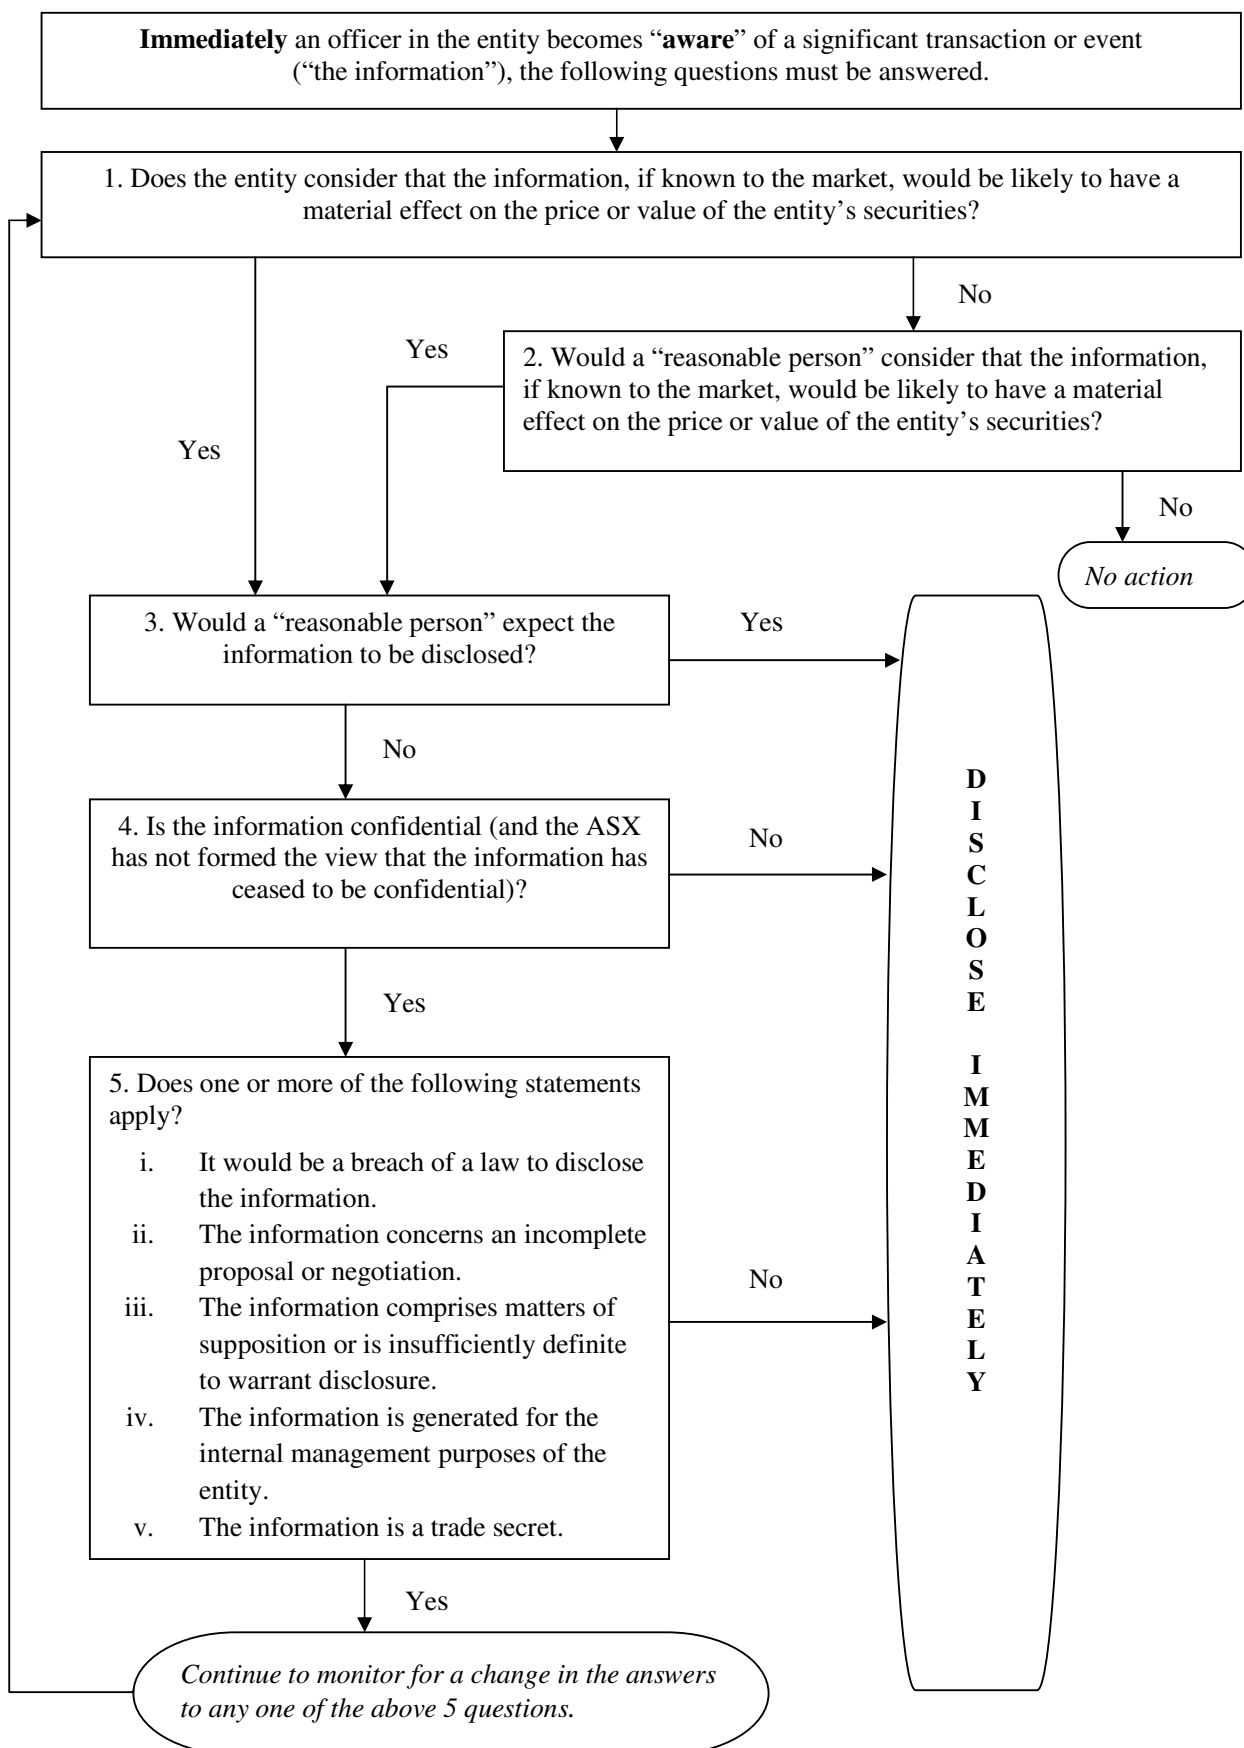 Immediately an officer in the entity becomes “aware” of a significant transaction or event
(“the information”), the following questions must be answered.
1. Does the entity consider that the information, if known to the market, would be likely to have a
material effect on the price or value of the entity’s securities?
No
Yes
2. Would a “reasonable person” consider that the information,
if known to the market, would be likely to have a material
effect on the price or value of the entity’s securities?
Yes
No
No action
3. Would a “reasonable person” expect the
information to be disclosed?
Yes
No
4. Is the information confidential (and the ASX
has not formed the view that the information has
ceased to be confidential)?
No
Yes
5. Does one or more of the following statements
apply?
i. It would be a breach of a law to disclose
the information.
ii. The information concerns an incomplete
proposal or negotiation.
iii. The information comprises matters of
supposition or is insufficiently definite
to warrant disclosure.
iv. The information is generated for the
internal management purposes of the
entity.
v. The information is a trade secret.
No
Yes
Continue to monitor for a change in the answers
to any one of the above 5 questions.
D
I
S
C
L
O
S
E
I
M
M
E
D
I
A
T
E
L
Y